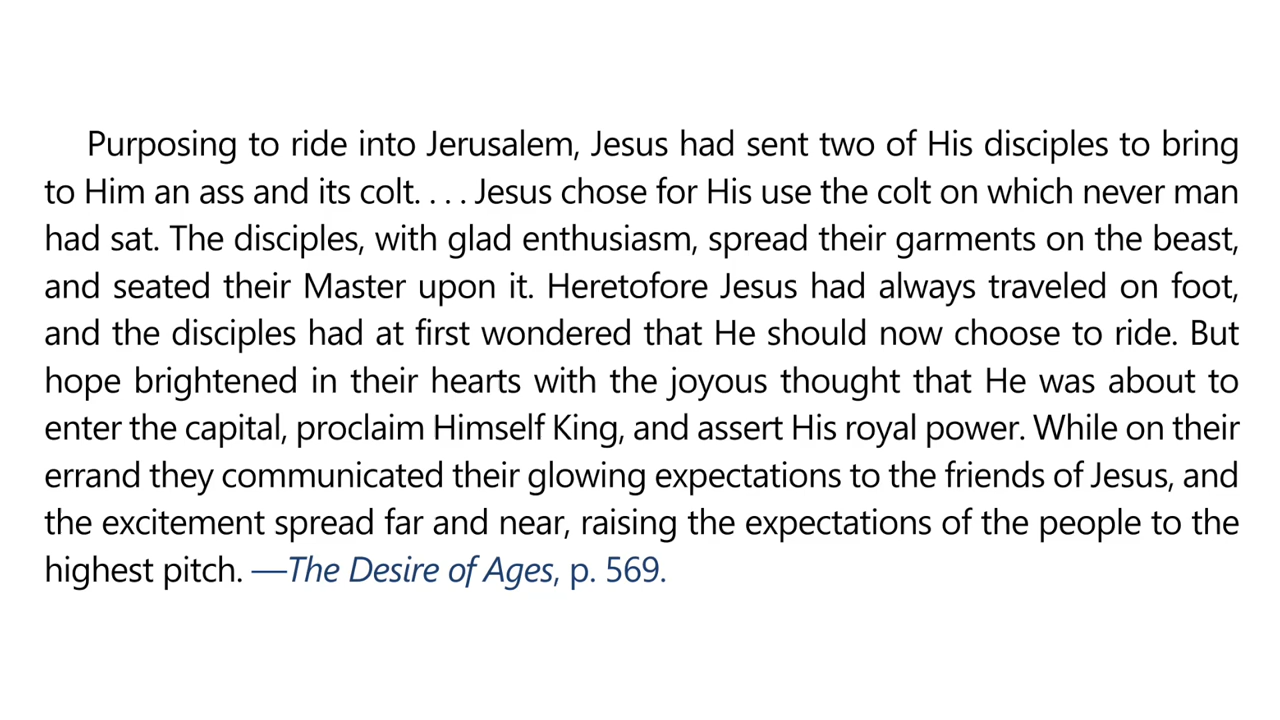 Purposing to ride into Jerusalem, Jesus had sent two of His disciples to bring
to Him an ass and its colt. . . . Jesus chose for His use the colt on which never man
had sat. The disciples, with glad enthusiasm, spread their garments on the beast,
and seated their Master upon it. Heretofore Jesus had always traveled on foot,
and the disciples had at first wondered that He should now choose to ride. But
hope brightened in their hearts with the joyous thought that He was about to
enter the capital, proclaim Himself King, and assert His royal power. While on their
errand they communicated their glowing expectations to the friends of Jesus, and
the excitement spread far and near, raising the expectations of the people to the
highest pitch. —The Desire of Ages, p. 569.